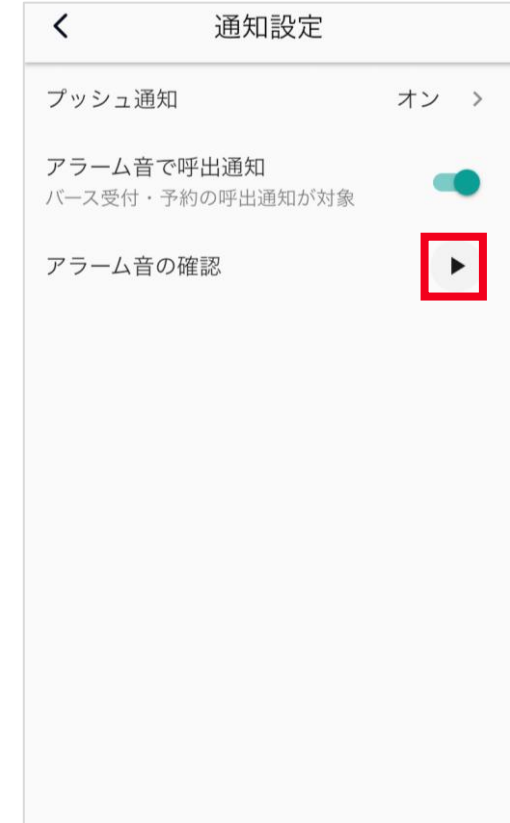 通知設定
プッシュ通知 オン
アラーム音で呼出通知
バース受付・予約の呼出通知が対象
アラーム音の確認